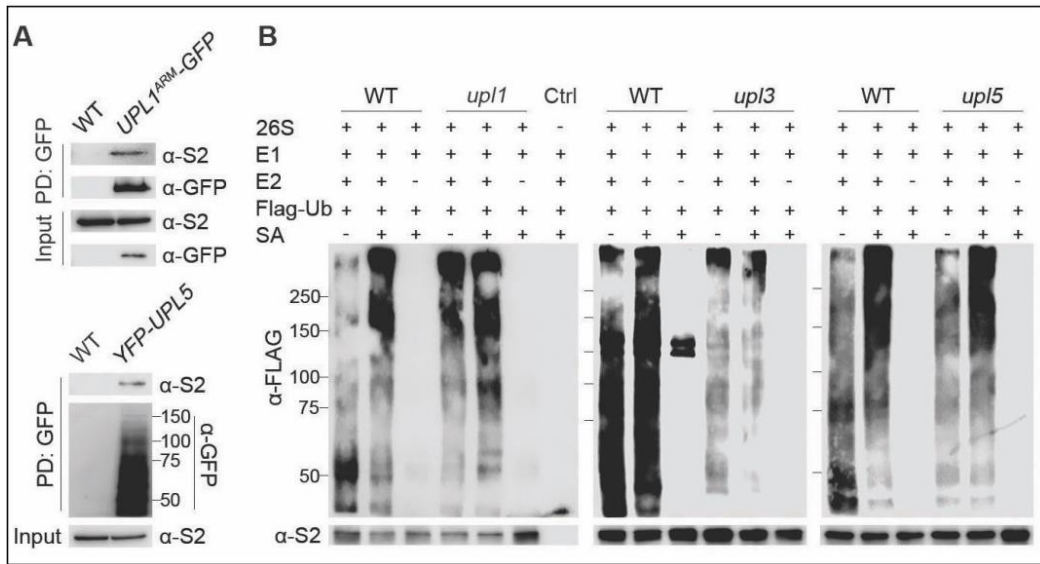 A
WT
UPL1ARM-GFP
PD: GFP
α-S2
α-GFP
Input
α-S2
α-GFP
WT
YFP-UPL5
PD: GFP
α-S2
150
100
75
50
α-GFP
Input
α-S2
B
WT upl1 Ctrl WT upl3 WT upl5
26S + + + + + + - + + + + + + + + + + + +
E1 + + + + + + + + + + + + + + + + + + +
E2 + + - + + - + + + - + + - + + - + + -
Flag-Ub + + + + + + + + + + + + + + + + + + +
SA - + + - + + + - + + - + + - + + - + +
α-FLAG
250
150
100
75
50
α-S2